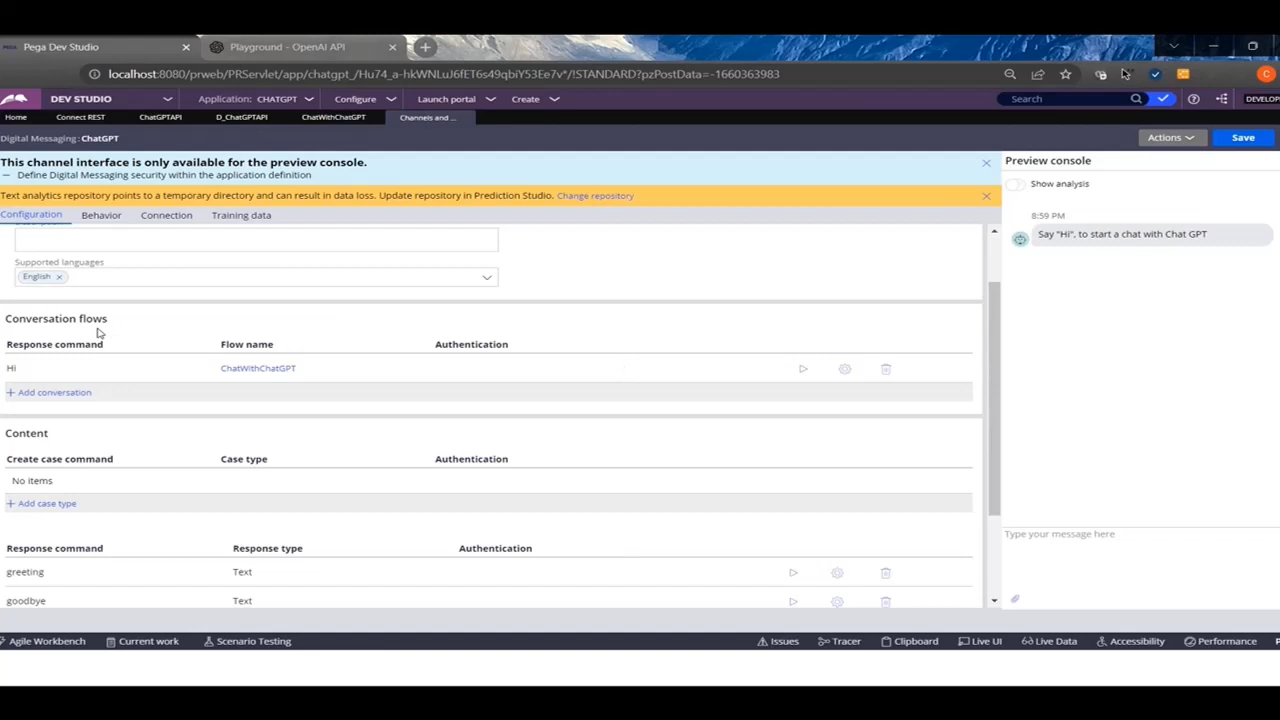 PEGA Pega Dev Studio
Playground - OpenAI API
localhost:8080/prweb/PRServlet/app/chatgpt_/Hu74_a-hkWNLuJ6fET6s49qbiY53Ee7v*/!STANDARD?pzPostData=-1660363983
C
DEV STUDIO Application: CHATGPT Configure Launch portal Create Search DEVELOP
Home Connect REST ChatGPTAPI D_ChatGPTAPI ChatWithChatGPT Channels and ...
Digital Messaging: ChatGPT Actions Save
This channel interface is only available for the preview console.
— Define Digital Messaging security within the application definition
Text analytics repository points to a temporary directory and can result in data loss. Update repository in Prediction Studio. Change repository
Configuration Behavior Connection Training data
Supported languages
English ×
Conversation flows
Response command Flow name Authentication
Hi ChatWithChatGPT
+ Add conversation
Content
Create case command Case type Authentication
No items
+ Add case type
Response command Response type Authentication
greeting Text
goodbye Text
Preview console
Show analysis
8:59 PM
Say "Hi", to start a chat with Chat GPT
Type your message here
Agile Workbench Current work Scenario Testing Issues Tracer Clipboard Live UI Live Data Accessibility Performance